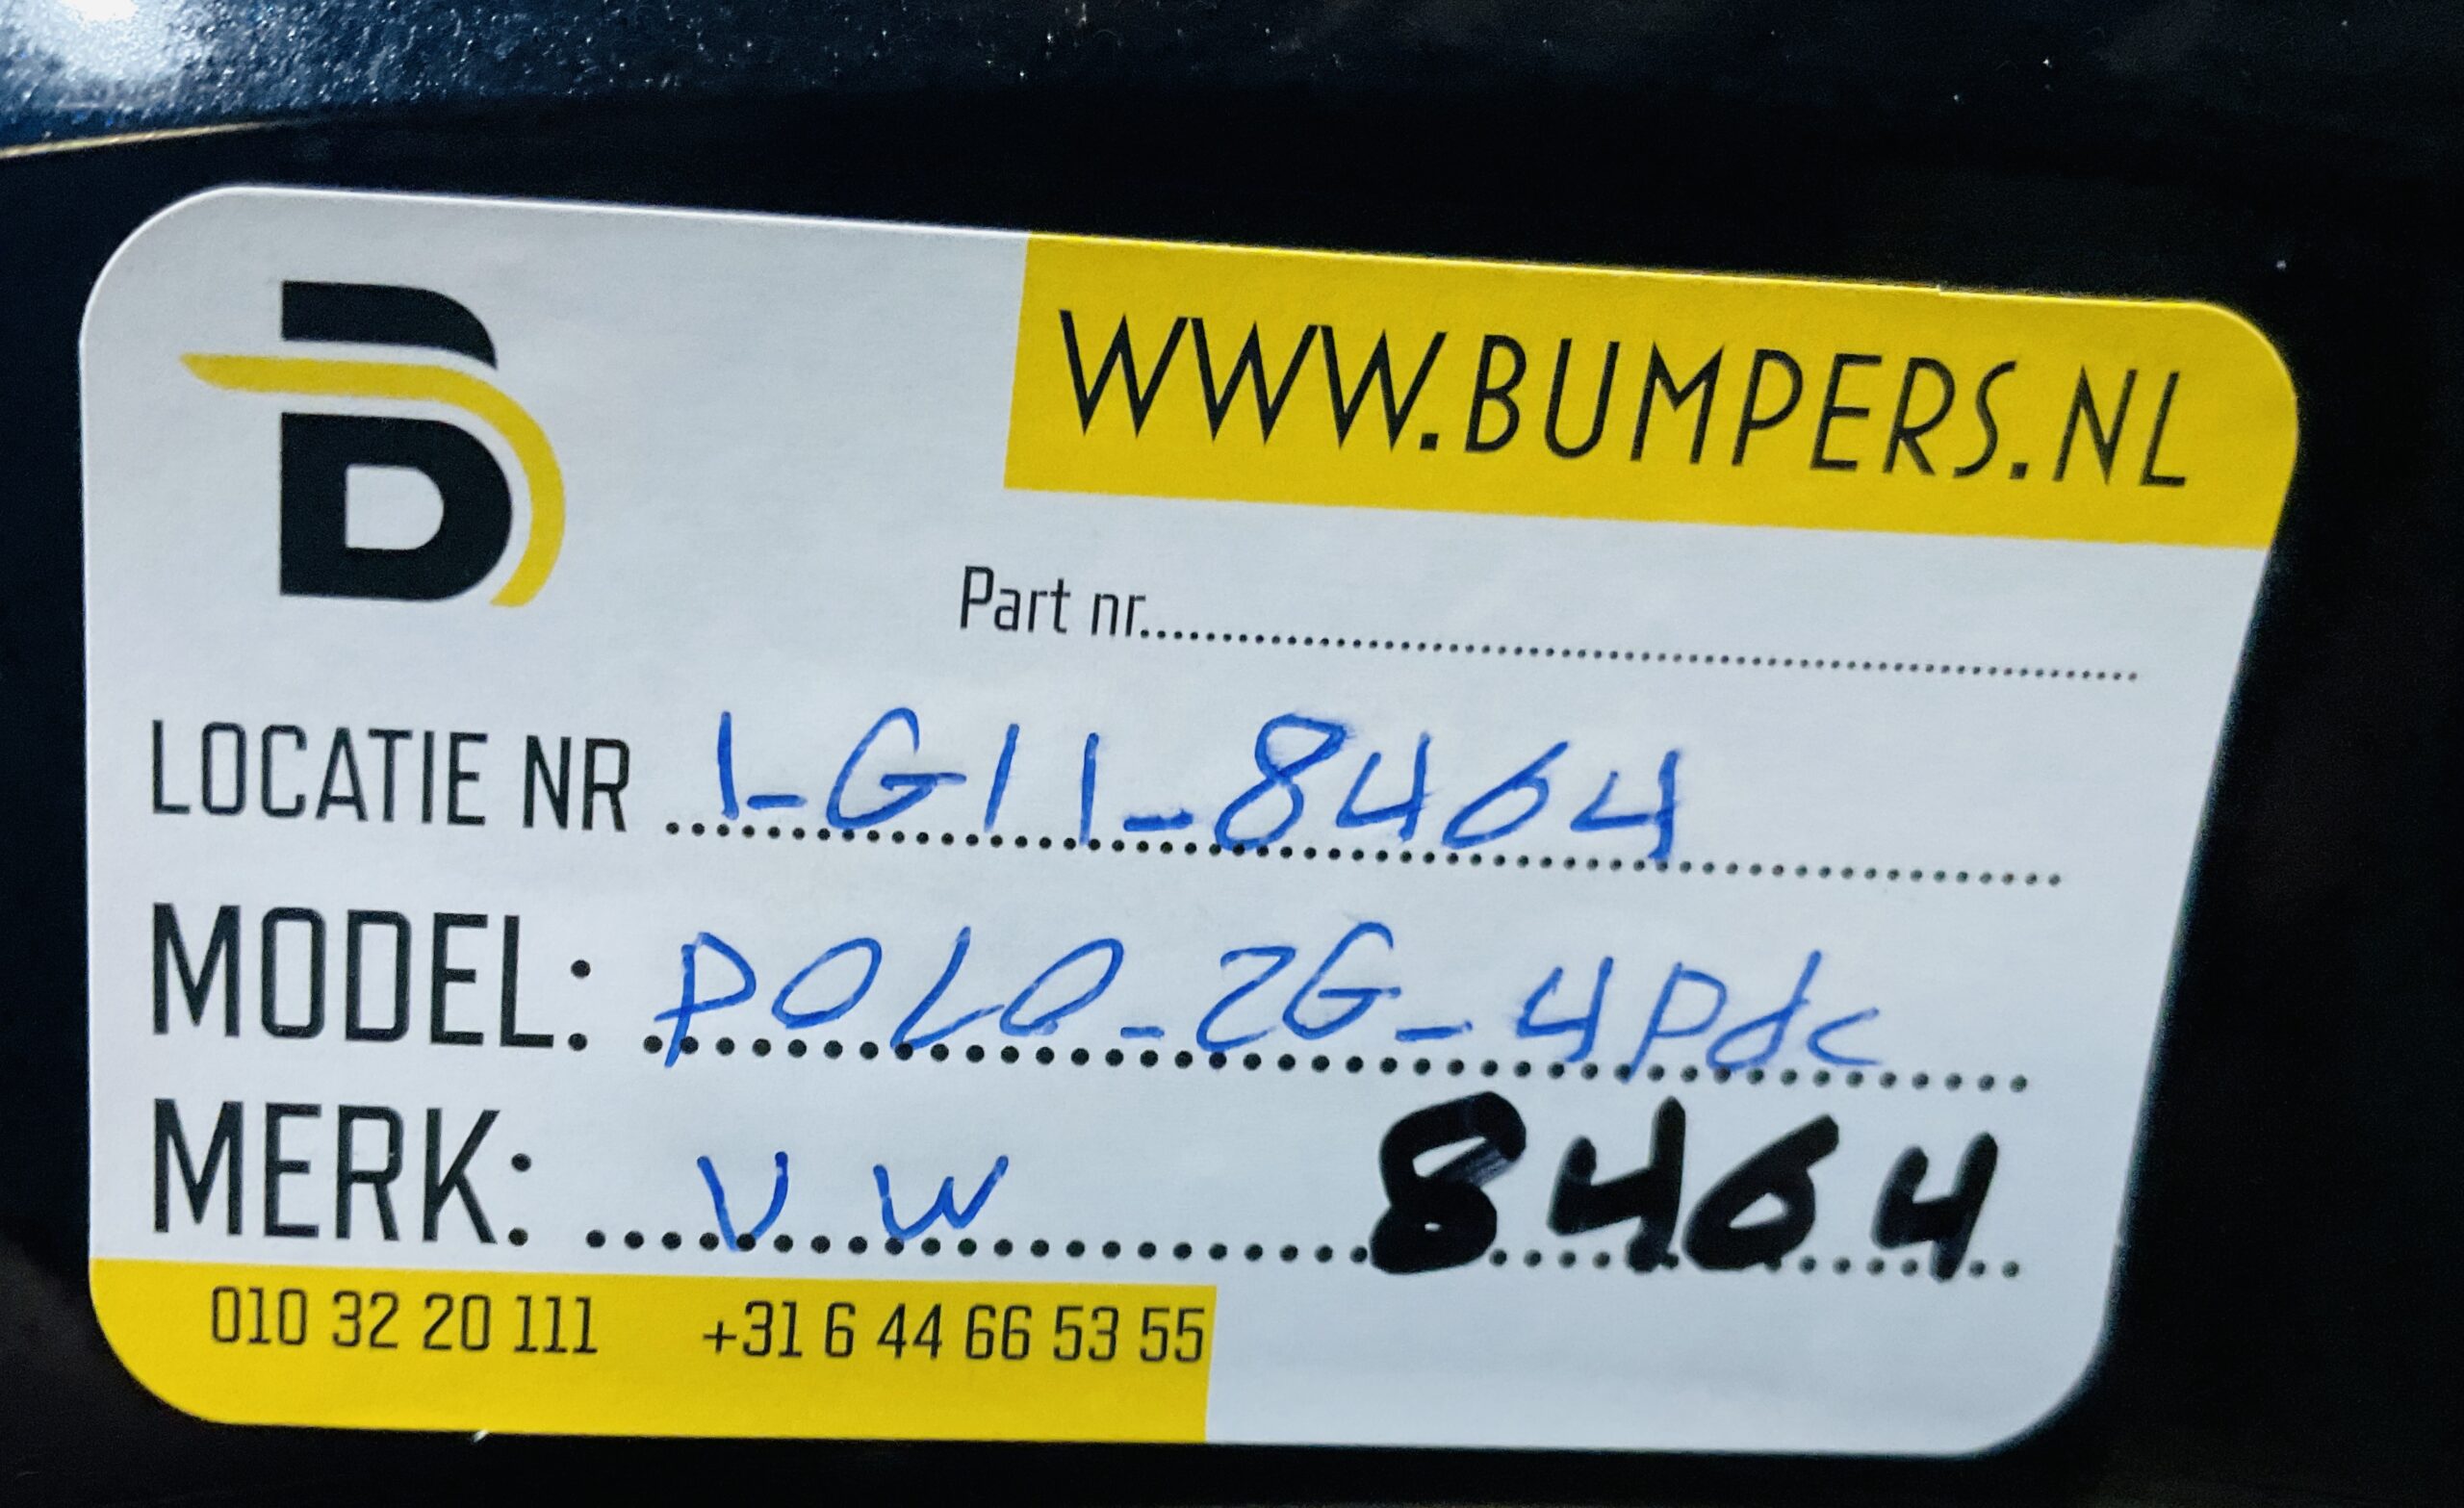 B
WWW.BUMPERS.NL
Part nr..........
LOCATIE NR 1-G11-8464
MODEL: POLO-2G-4Pdc
MERK: VW 8464
010 32 20 111 +31 6 44 66 53 55